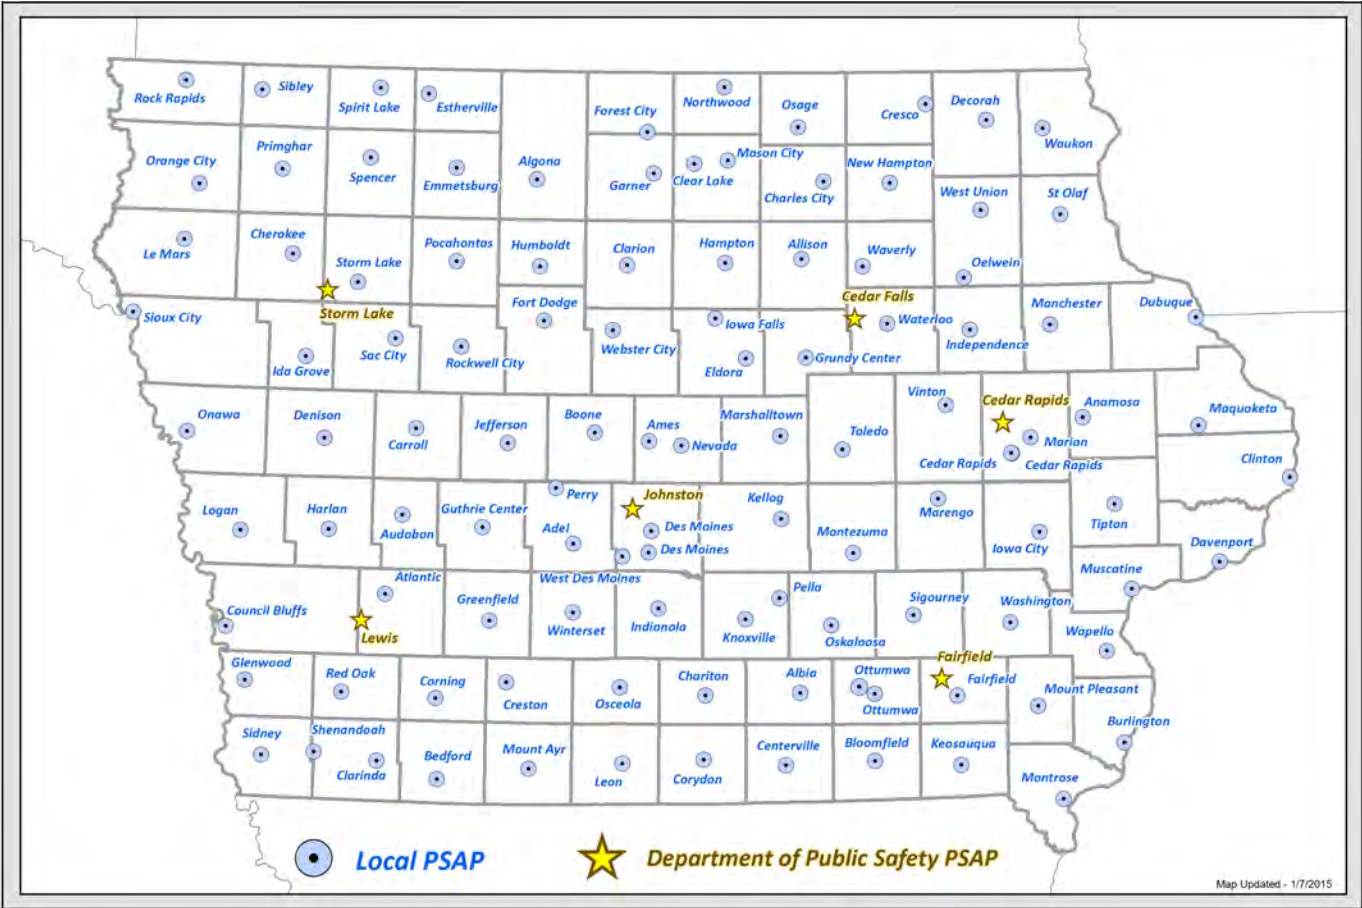 Rock Rapids
Sibley
Spirit Lake
Estherville
Forest City
Northwood
Osage
Cresco
Decorah
Waukon
Orange City
Primghar
Spencer
Emmetsburg
Algona
Garner
Clear Lake
Mason City
Charles City
New Hampton
West Union
St Olaf
Le Mars
Cherokee
Storm Lake
Pocahontas
Humboldt
Clarion
Hampton
Allison
Waverly
Oelwein
Storm Lake
Sioux City
Fort Dodge
Cedar Falls
Manchester
Dubuque
Ida Grove
Sac City
Rockwell City
Webster City
Iowa Falls
Eldora
Grundy Center
Waterloo
Independence
Onawa
Denison
Carroll
Jefferson
Boone
Ames
Nevada
Marshalltown
Toledo
Vinton
Cedar Rapids
Anamosa
Maquoketa
Marian
Cedar Rapids
Cedar Rapids
Clinton
Logan
Harlan
Audobon
Guthrie Center
Perry
Adel
Johnston
Des Moines
Des Moines
West Des Moines
Kellog
Montezuma
Marengo
Iowa City
Tipton
Davenport
Muscatine
Council Bluffs
Atlantic
Lewis
Greenfield
Winterset
Indianola
Knoxville
Pella
Oskaloosa
Sigourney
Washington
Wapello
Glenwood
Red Oak
Corning
Creston
Osceola
Chariton
Albia
Ottumwa
Ottumwa
Fairfield
Fairfield
Mount Pleasant
Burlington
Sidney
Shenandoah
Clarinda
Bedford
Mount Ayr
Leon
Corydon
Centerville
Bloomfield
Keosauqua
Montrose
Local PSAP
Department of Public Safety PSAP
Map Updated - 1/7/2015